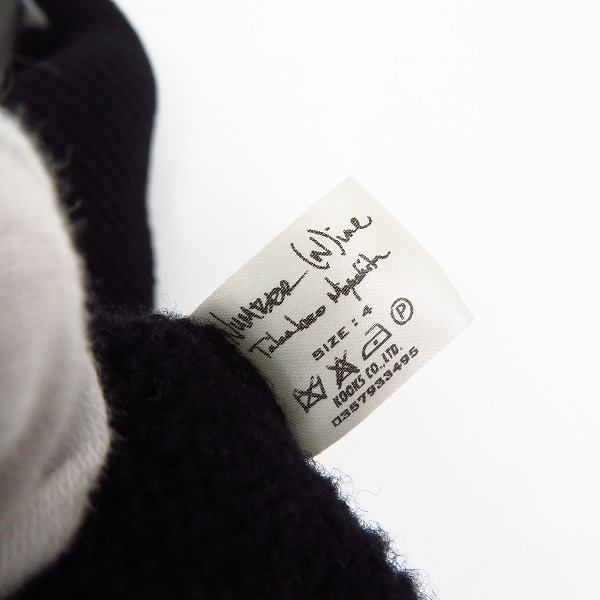 NUMBER (N)ine
Takahiro Miyashita
SIZE : 4
P
KOOKS CO.,LTD.
0357933495